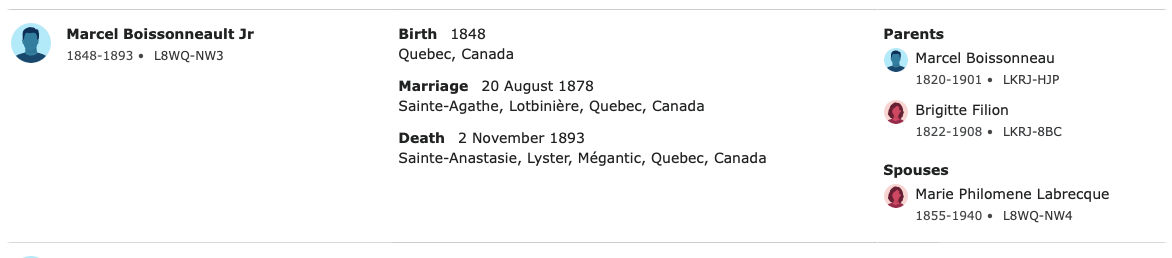 Marcel Boissonneault Jr
1848-1893 • L8WQ-NW3
Birth 1848
Quebec, Canada
Marriage 20 August 1878
Sainte-Agathe, Lotbinière, Quebec, Canada
Death 2 November 1893
Sainte-Anastasie, Lyster, Mégantic, Quebec, Canada
Parents
Marcel Boissonneau
1820-1901 • LKRJ-HJP
Brigitte Filion
1822-1908 • LKRJ-8BC
Spouses
Marie Philomene Labrecque
1855-1940 • L8WQ-NW4